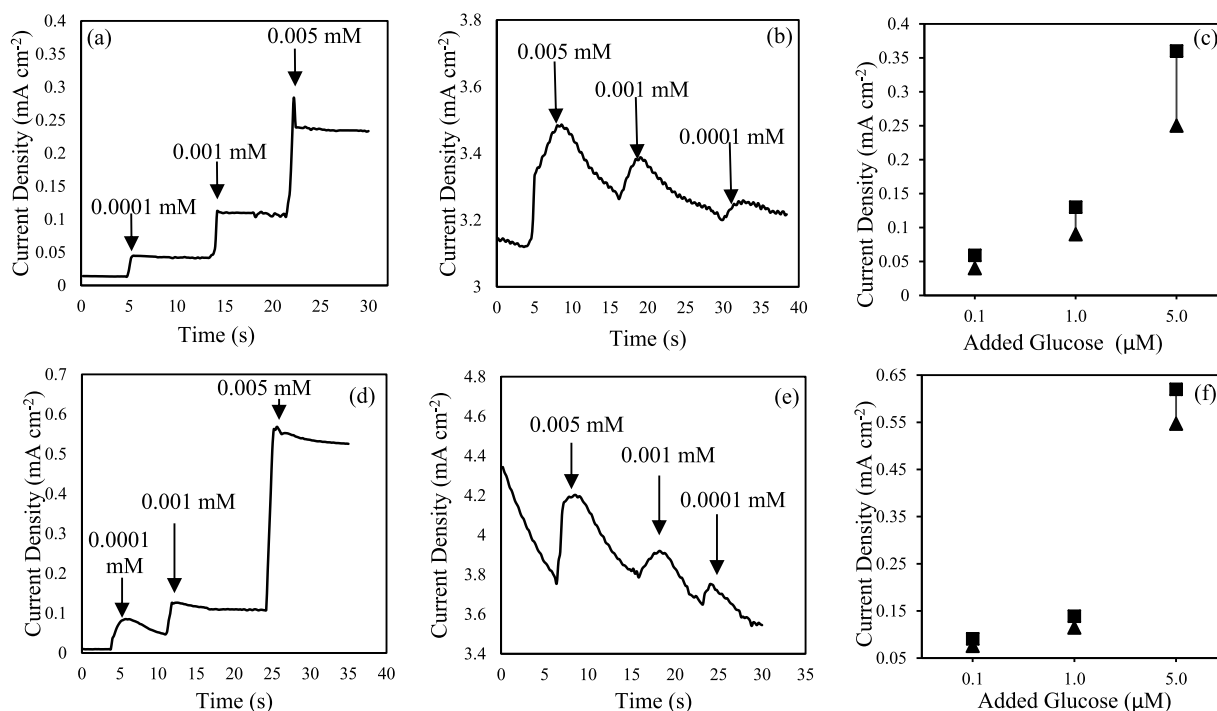 (a)
0.4
0.35
0.3
0.25
0.2
0.15
0.1
0.05
0
Current Density (mA cm-2)
0.005 mM
0.001 mM
0.0001 mM
0 5 10 15 20 25 30 35
Time (s)
(b)
3.8
3.6
3.4
3.2
3
Current Density (mA cm-2)
0.005 mM
0.001 mM
0.0001 mM
0 5 10 15 20 25 30 35 40
Time (s)
(c)
0.4
0.35
0.3
0.25
0.2
0.15
0.1
0.05
0
Current Density (mA cm-2)
0.1 1.0 5.0
Added Glucose (μM)
(d)
0.7
0.6
0.5
0.4
0.3
0.2
0.1
0
Current Density (mA cm-2)
0.005 mM
0.001 mM
0.0001
mM
0 5 10 15 20 25 30 35 40
Time (s)
(e)
4.8
4.6
4.4
4.2
4
3.8
3.6
3.4
Current Density (mA cm-2)
0.005 mM
0.001 mM
0.0001 mM
0 5 10 15 20 25 30 35
Time (s)
(f)
0.65
0.55
0.45
0.35
0.25
0.15
0.05
Current Density (mA cm-2)
0.1 1.0 5.0
Added Glucose (μM)